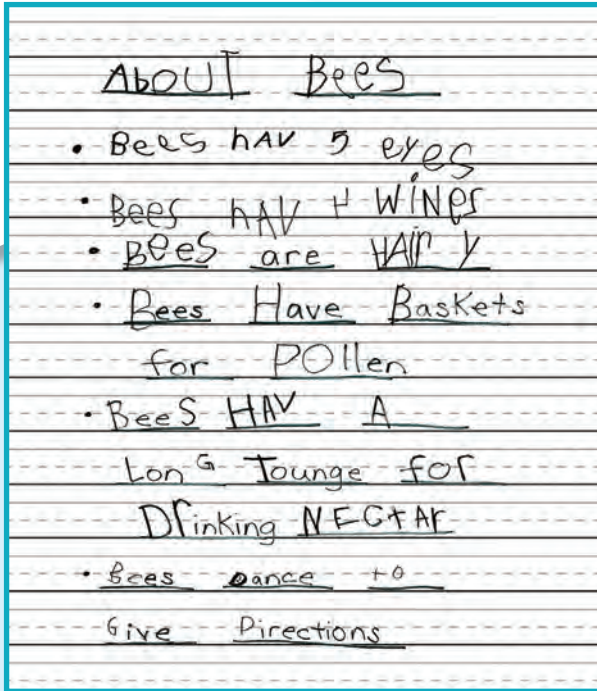 AbOUT Bees
• Bees hAV 5 eyes
• Bees hAV 4 WiNgs
• Bees are HAIr y
• Bees Have Baskets
for POllen
• BeeS HAV A
LonG Tounge for
Drinking NECtAr
• Bees Dance to
Give Directions